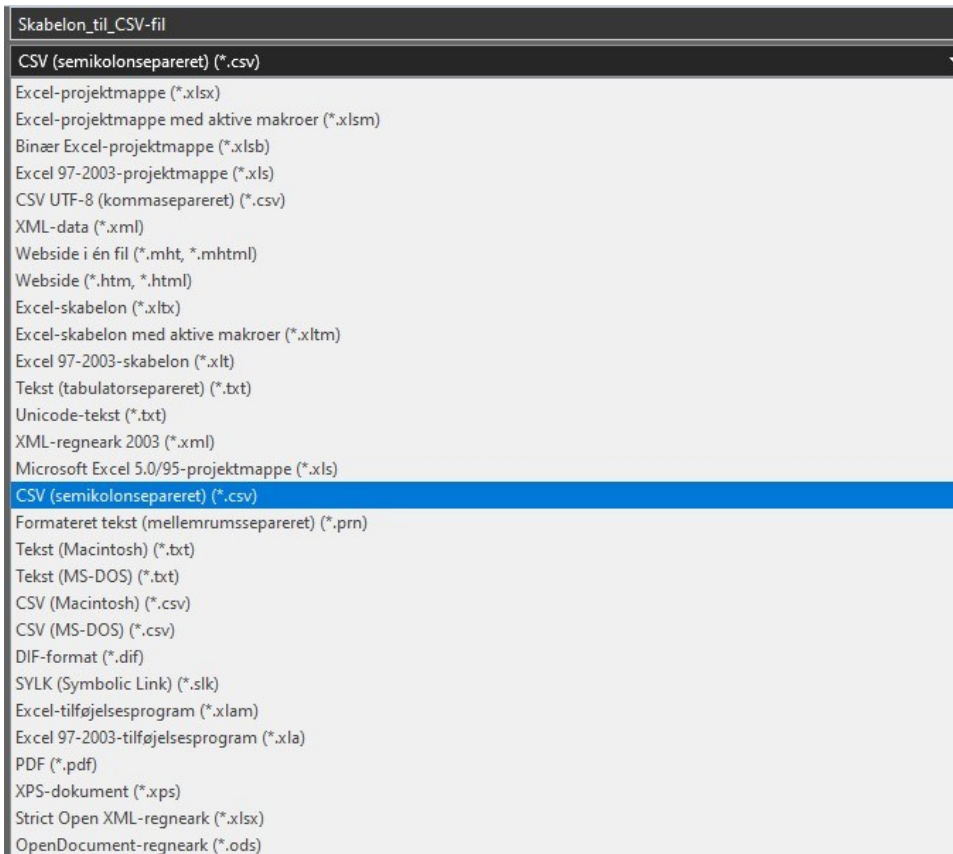 Skabelon_til_CSV-fil
CSV (semikolonsepareret) (*.csv)
Excel-projektmappe (*.xlsx)
Excel-projektmappe med aktive makroer (*.xlsm)
Binær Excel-projektmappe (*.xlsb)
Excel 97-2003-projektmappe (*.xls)
CSV UTF-8 (kommasepareret) (*.csv)
XML-data (*.xml)
Webside i én fil (*.mht, *.mhtml)
Webside (*.htm, *.html)
Excel-skabelon (*.xltx)
Excel-skabelon med aktive makroer (*.xltm)
Excel 97-2003-skabelon (*.xlt)
Tekst (tabulatorsepareret) (*.txt)
Unicode-tekst (*.txt)
XML-regneark 2003 (*.xml)
Microsoft Excel 5.0/95-projektmappe (*.xls)
CSV (semikolonsepareret) (*.csv)
Formateret tekst (mellemrumssepareret) (*.prn)
Tekst (Macintosh) (*.txt)
Tekst (MS-DOS) (*.txt)
CSV (Macintosh) (*.csv)
CSV (MS-DOS) (*.csv)
DIF-format (*.dif)
SYLK (Symbolic Link) (*.slk)
Excel-tilføjelsesprogram (*.xlam)
Excel 97-2003-tilføjelsesprogram (*.xla)
PDF (*.pdf)
XPS-dokument (*.xps)
Strict Open XML-regneark (*.xlsx)
OpenDocument-regneark (*.ods)